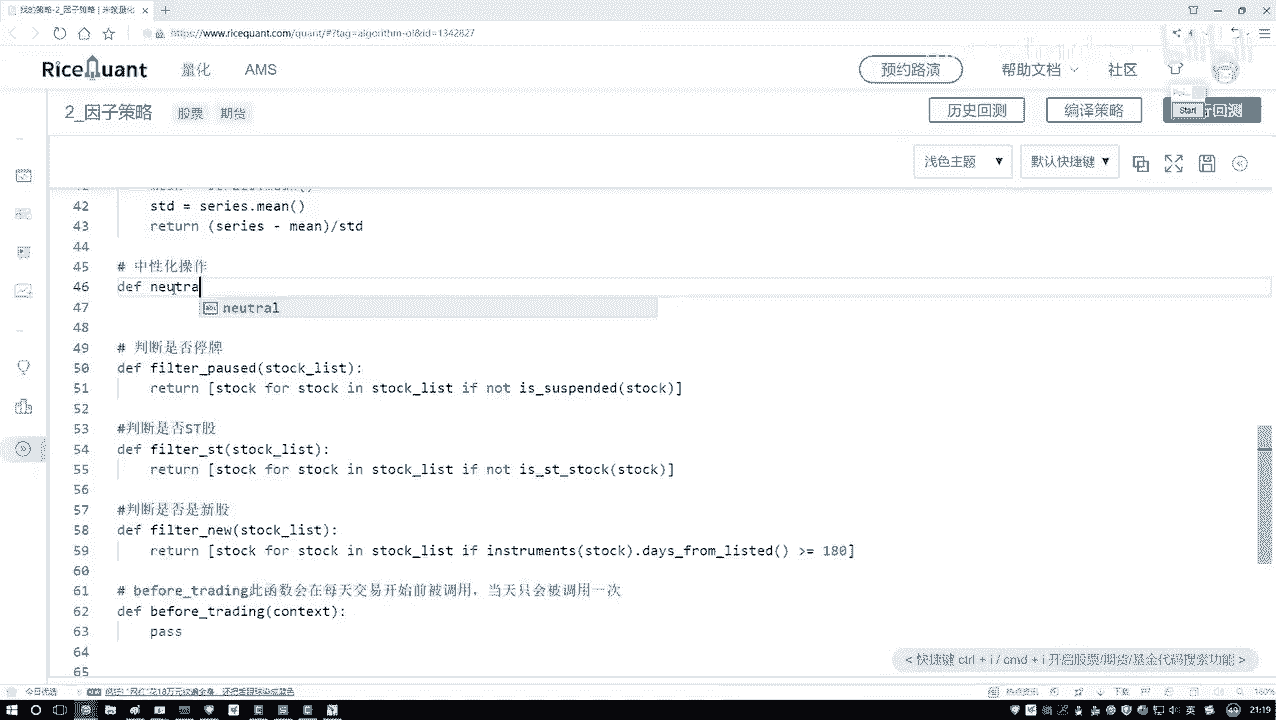 我的策略-2_因子策略 | 米筐量化
https://www.ricequant.com/quant/#?tag=algorithm-of&id=1342627
RiceQuant 量化 AMS 预约路演 帮助文档 社区
2_因子策略 股票 期货 历史回测 编译策略 回测
Start
浅色主题 ▼ 默认快捷键 ▼
42 std = series.mean()
43 return (series - mean)/std
44
45 # 中性化操作
46 def neutra
47 neutral
48
49 # 判断是否停牌
50 def filter_paused(stock_list):
51 return [stock for stock in stock_list if not is_suspended(stock)]
52
53 #判断是否ST股
54 def filter_st(stock_list):
55 return [stock for stock in stock_list if not is_st_stock(stock)]
56
57 #判断是否是新股
58 def filter_new(stock_list):
59 return [stock for stock in stock_list if instruments(stock).days_from_listed() >= 180]
60
61 # before_trading此函数会在每天交易开始前被调用，当天只会被调用一次
62 def before_trading(context):
63 pass
64
65
< 快捷键 ctrl + i / cmd + i 开启股票/期货/基金代码搜索功能 >
今日优选
21:19